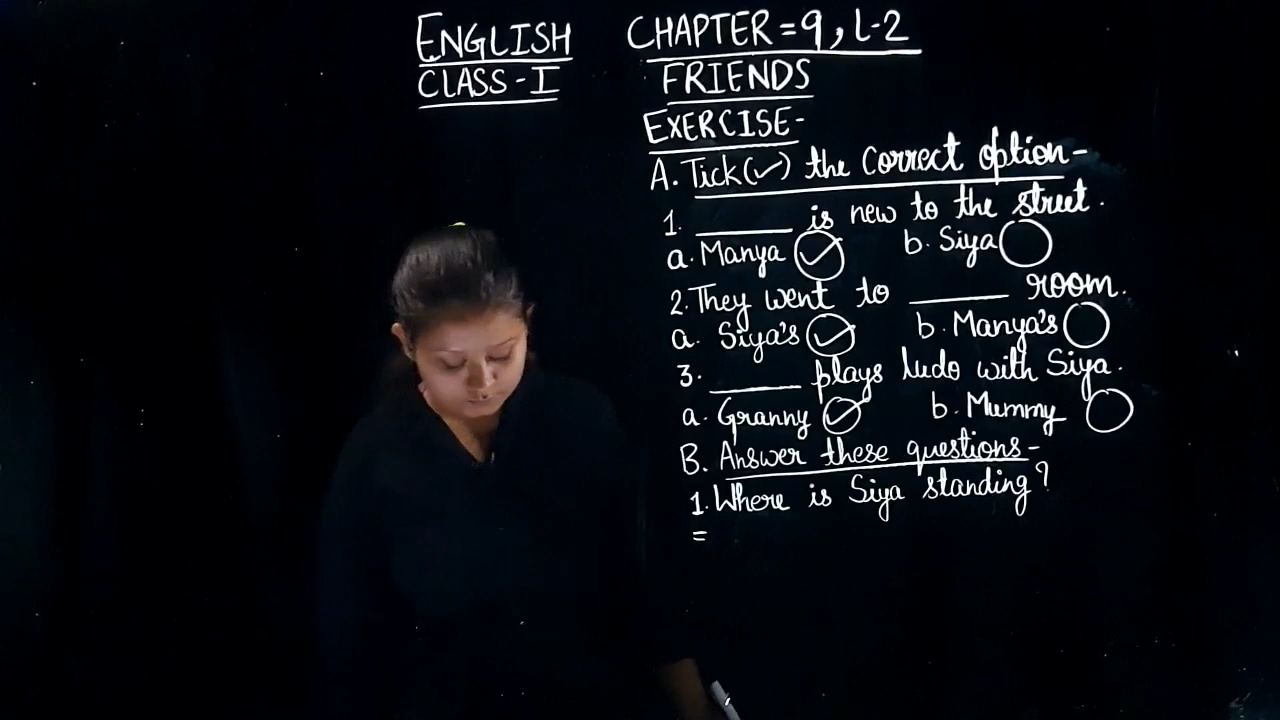 ENGLISH CHAPTER = 9, L-2
CLASS-I FRIENDS
EXERCISE-
A. Tick(✓) the correct option-
1. ______ is new to the street.
a. Manya ✓ b. Siya
2. They went to ______ room.
a. Siya's ✓ b. Manya's
3. ______ plays ludo with Siya.
a. Granny ✓ b. Mummy
B. Answer these questions-
1. Where is Siya standing?
=